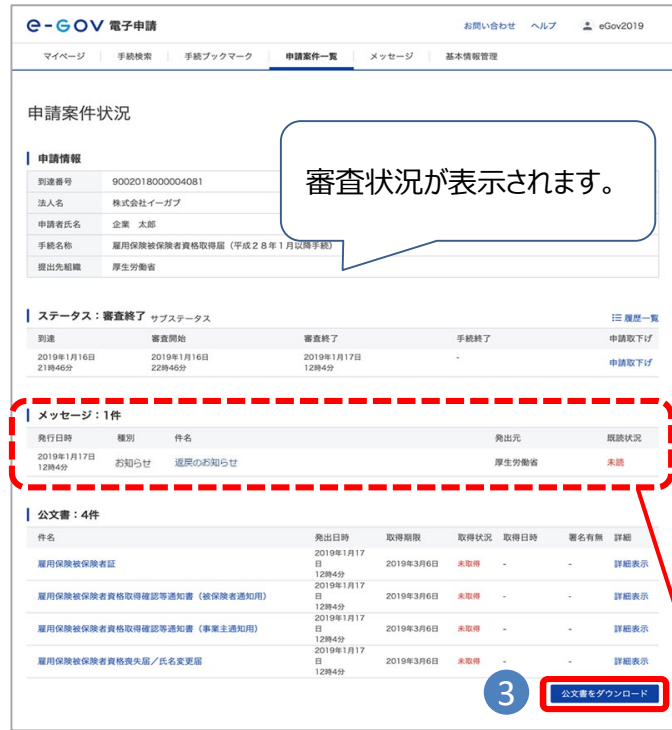 e-GOV 電子申請 お問い合わせ ヘルプ eGov2019
マイページ 手続検索 手続ブックマーク 申請案件一覧 メッセージ 基本情報管理
申請案件状況
申請情報
審査状況が表示されます。
到達番号 9002018000004081
法人名 株式会社イーガブ
申請者氏名 企業 太郎
手続名称 雇用保険被保険者資格取得届（平成２８年１月以降手続）
提出先組織 厚生労働省
ステータス：審査終了 サブステータス 履歴一覧
到達 審査開始 審査終了 手続終了 申請取下げ
2019年1月16日 2019年1月16日 2019年1月17日 - 申請取下げ
21時46分 22時46分 12時4分
メッセージ：1件
発行日時 種別 件名 発出元 既読状況
2019年1月17日 お知らせ 返戻のお知らせ 厚生労働省 未読
12時4分
公文書：4件
件名 発出日時 取得期限 取得状況 取得日時 署名有無 詳細
2019年1月17
雇用保険被保険者証 日 2019年3月6日 未取得 - - 詳細表示
12時4分
2019年1月17
雇用保険被保険者資格取得確認等通知書（被保険者通知用） 日 2019年3月6日 未取得 - - 詳細表示
12時4分
2019年1月17
雇用保険被保険者資格取得確認等通知書（事業主通知用） 日 2019年3月6日 未取得 - - 詳細表示
12時4分
2019年1月17
雇用保険被保険者資格喪失届／氏名変更届 日 2019年3月6日 未取得 - - 詳細表示
12時4分
3 公文書をダウンロード